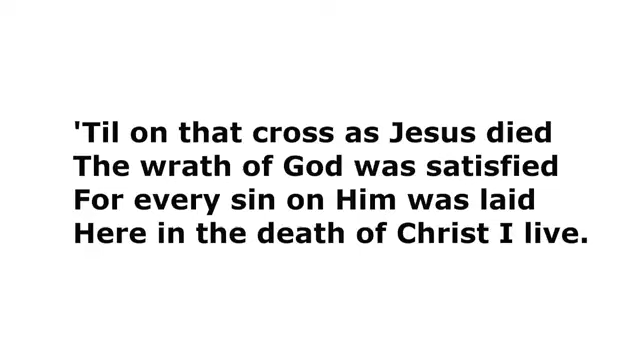 'Til on that cross as Jesus died
The wrath of God was satisfied
For every sin on Him was laid
Here in the death of Christ I live.